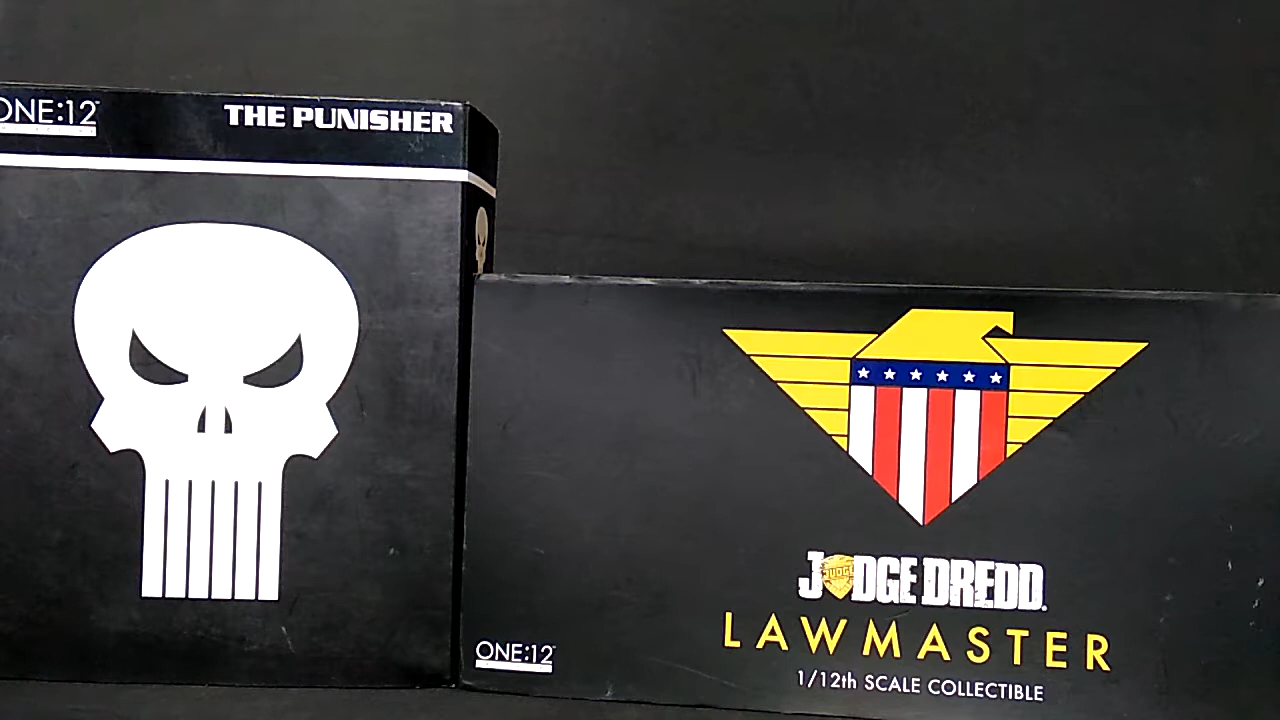 ONE:12
THE PUNISHER
JUDGE DREDD
LAWMASTER
ONE:12
1/12th SCALE COLLECTIBLE